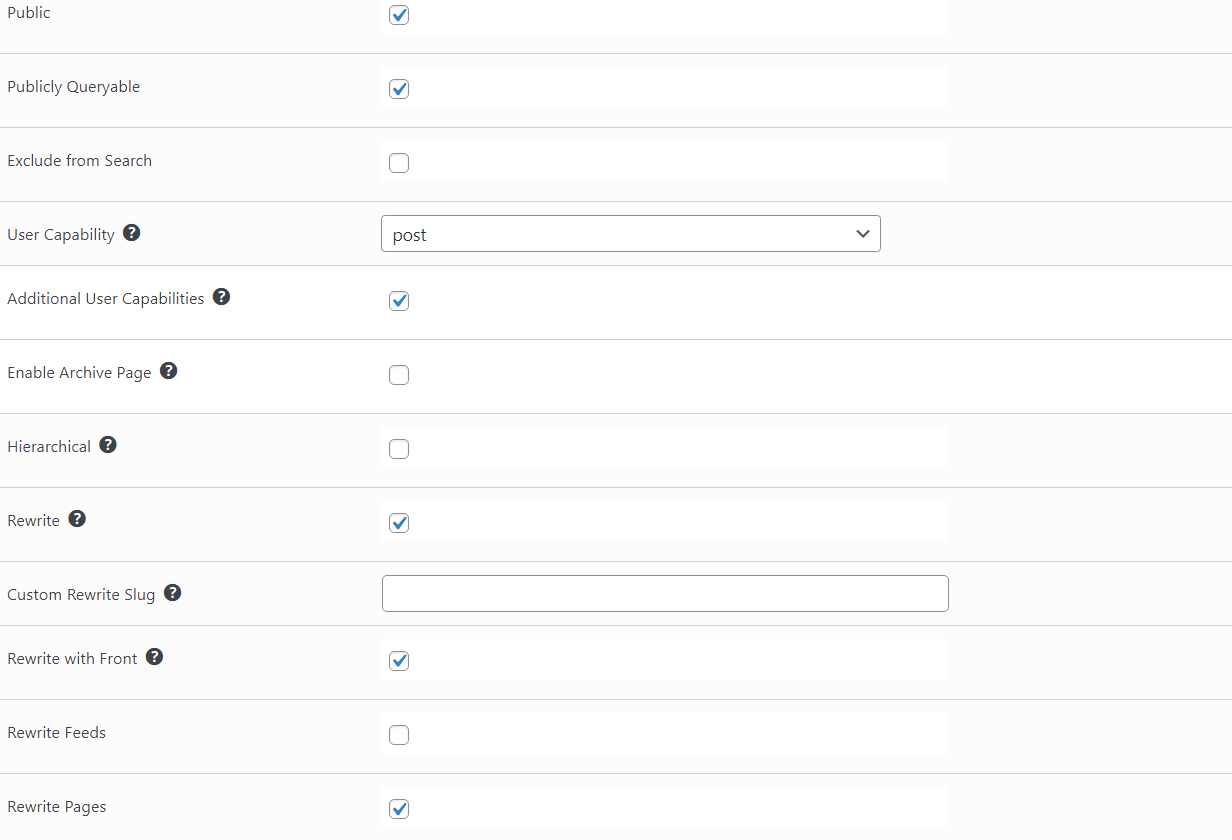 Public
Publicly Queryable
Exclude from Search
User Capability ?
post
Additional User Capabilities ?
Enable Archive Page ?
Hierarchical ?
Rewrite ?
Custom Rewrite Slug ?
Rewrite with Front ?
Rewrite Feeds
Rewrite Pages